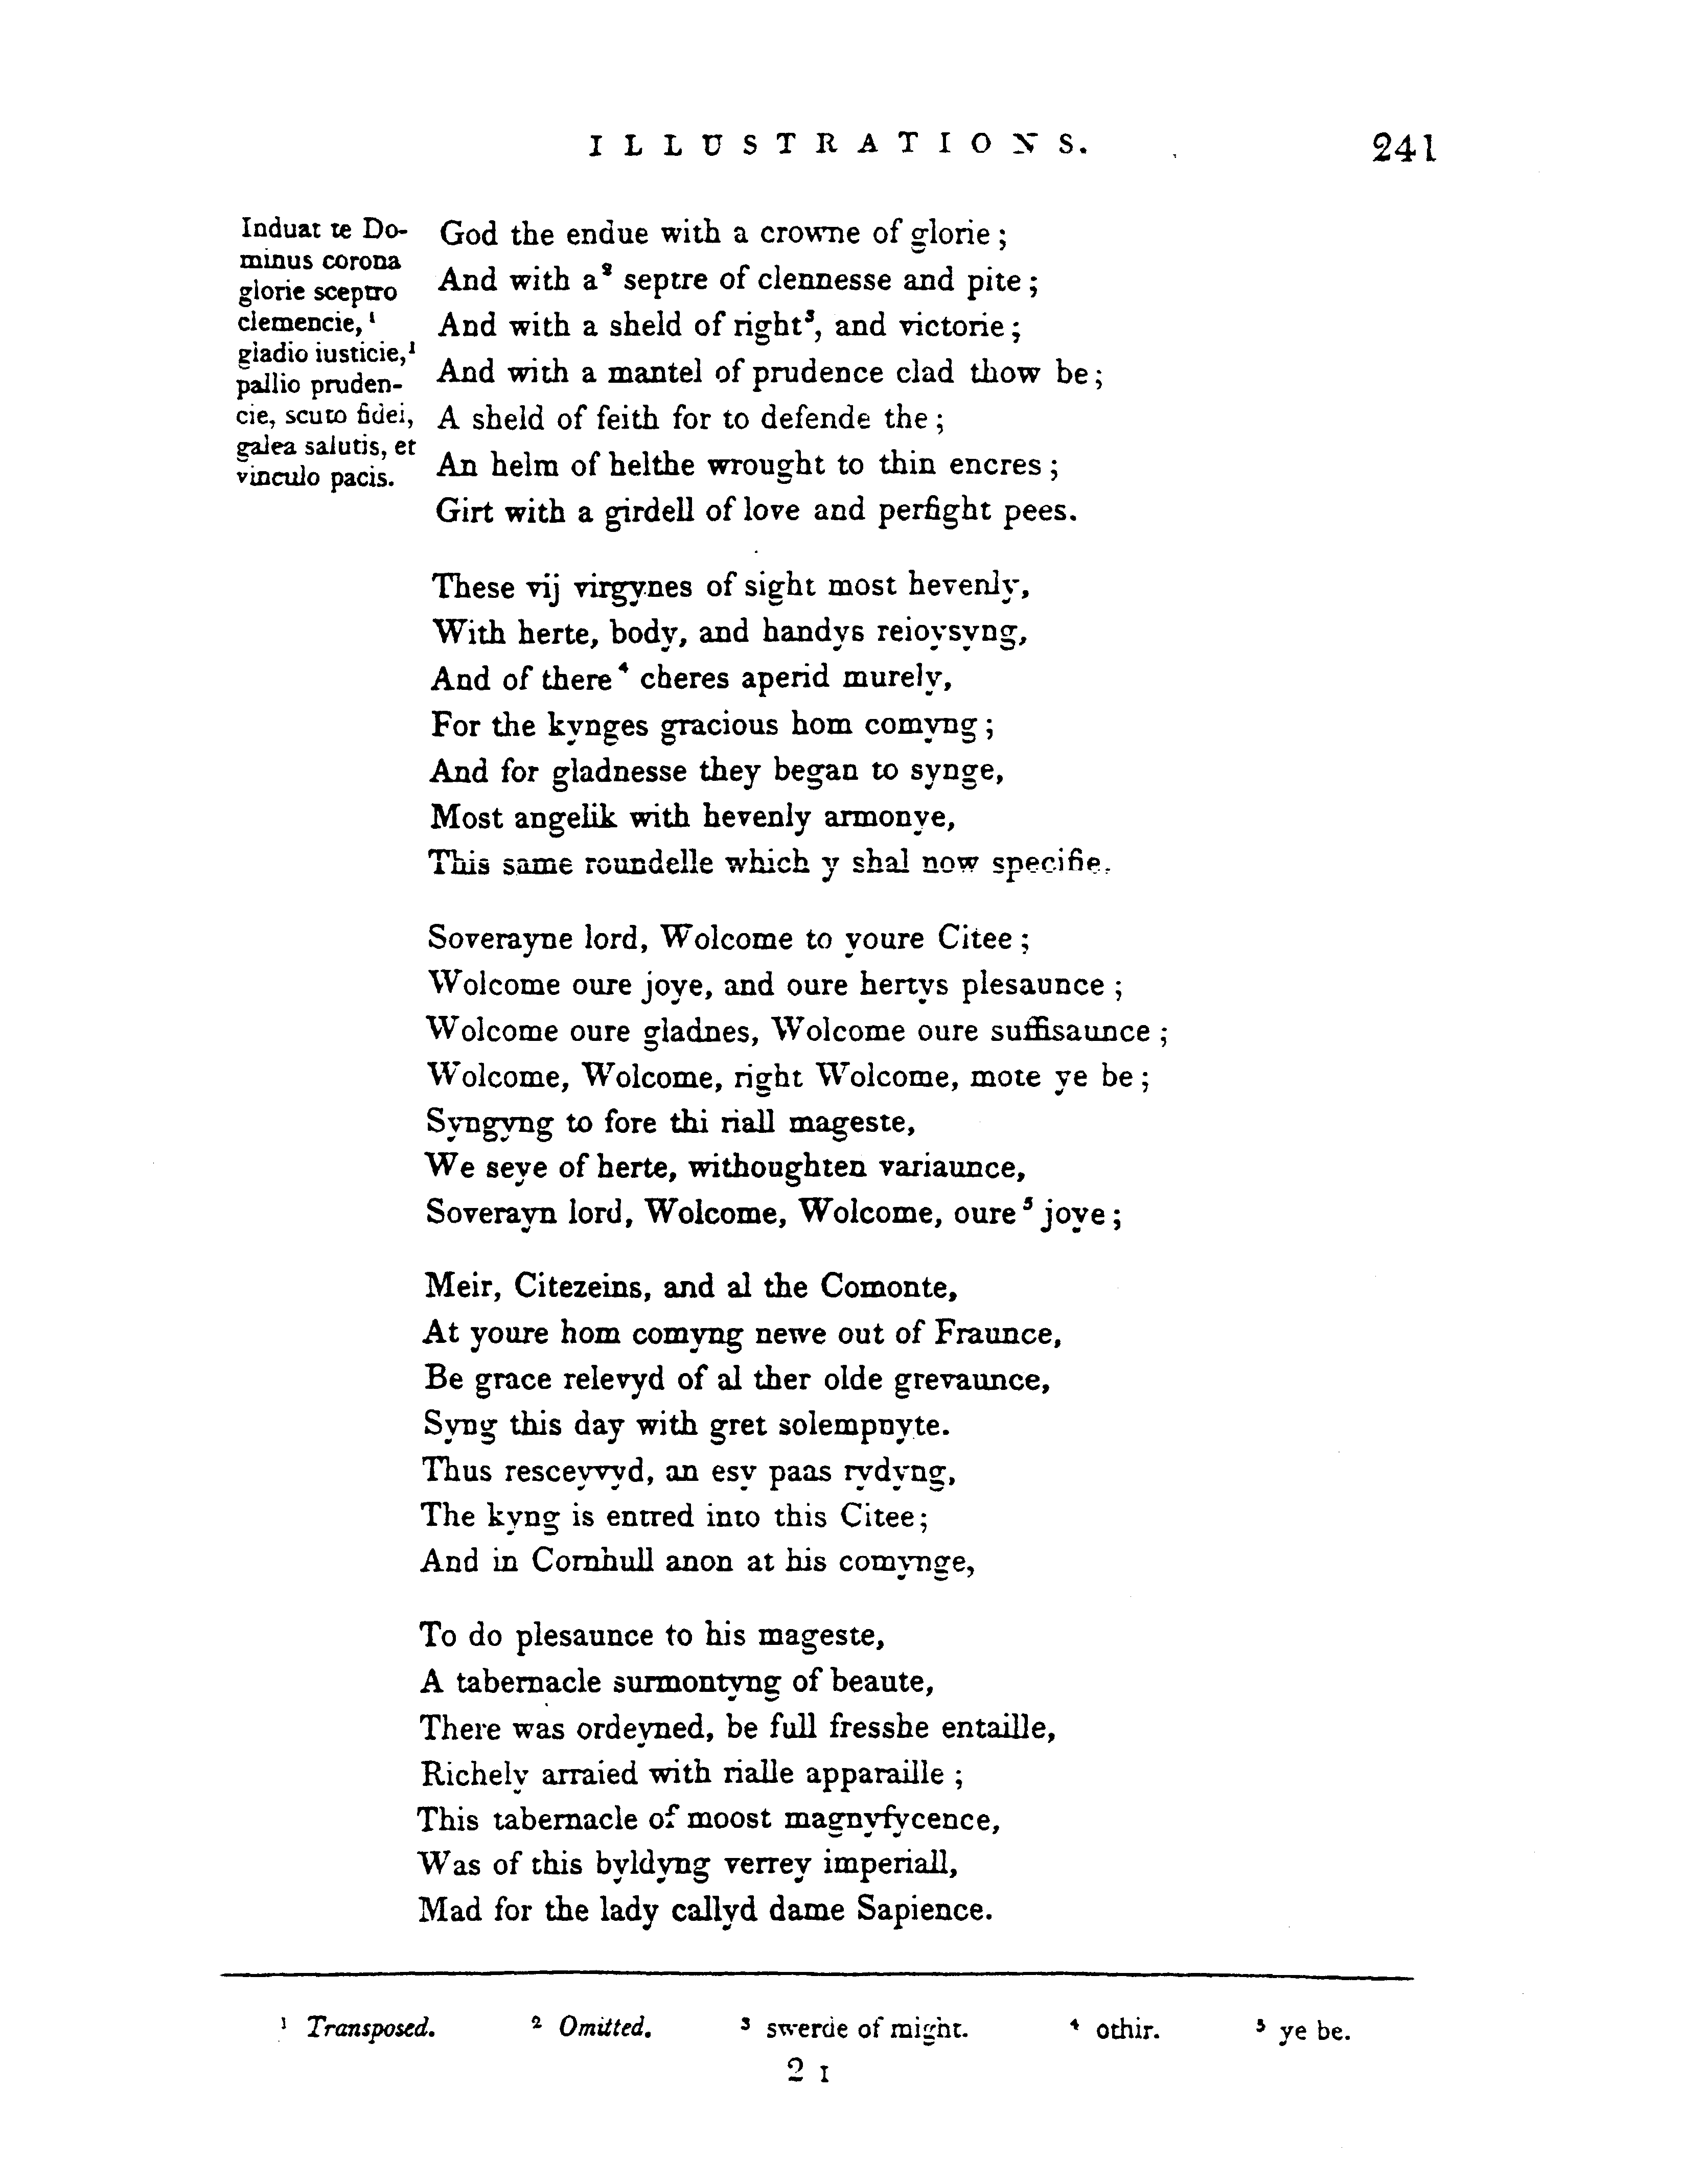 ILLUSTRATIONS. 241
Induat te Do-
minus corona
glorie sceptro
clemencie,¹
gladio iusticie,¹
pallio pruden-
cie, scuto fidei,
galea salutis, et
vinculo pacis.
God the endue with a crowne of glorie;
And with a² septre of clennesse and pite;
And with a sheld of right³, and victorie;
And with a mantel of prudence clad thow be;
A sheld of feith for to defende the;
An helm of helthe wrought to thin encres;
Girt with a girdell of love and perfight pees.
These vij virgynes of sight most hevenly,
With herte, body, and handys reioysyng,
And of there⁴ cheres aperid murely,
For the kynges gracious hom comyng;
And for gladnesse they began to synge,
Most angelik with hevenly armonye,
This same roundelle which y shal now specifie.
Soverayne lord, Wolcome to youre Citee;
Wolcome oure joye, and oure hertys plesaunce;
Wolcome oure gladnes, Wolcome oure suffisaunce;
Wolcome, Wolcome, right Wolcome, mote ye be;
Syngyng to fore thi riall mageste,
We seye of herte, withoughten variaunce,
Soverayn lord, Wolcome, Wolcome, oure⁵ joye;
Meir, Citezeins, and al the Comonte,
At youre hom comyng newe out of Fraunce,
Be grace relevyd of al ther olde grevaunce,
Syng this day with gret solempnyte.
Thus resceyvyd, an esy paas rydyng,
The kyng is entred into this Citee;
And in Cornhull anon at his comynge,
To do plesaunce to his mageste,
A tabernacle surmontyng of beaute,
There was ordeyned, be full fresshe entaille,
Richely arraied with rialle apparaille;
This tabernacle of moost magnyfycence,
Was of this byldyng verrey imperiall,
Mad for the lady callyd dame Sapience.
¹ Transposed. ² Omitted. ³ swerde of might. ⁴ othir. ⁵ ye be.
2 I